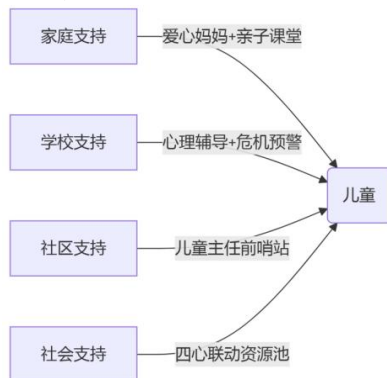 家庭支持
爱心妈妈+亲子课堂
学校支持
心理辅导+危机预警
儿童
社区支持
儿童主任前哨站
社会支持
四心联动资源池